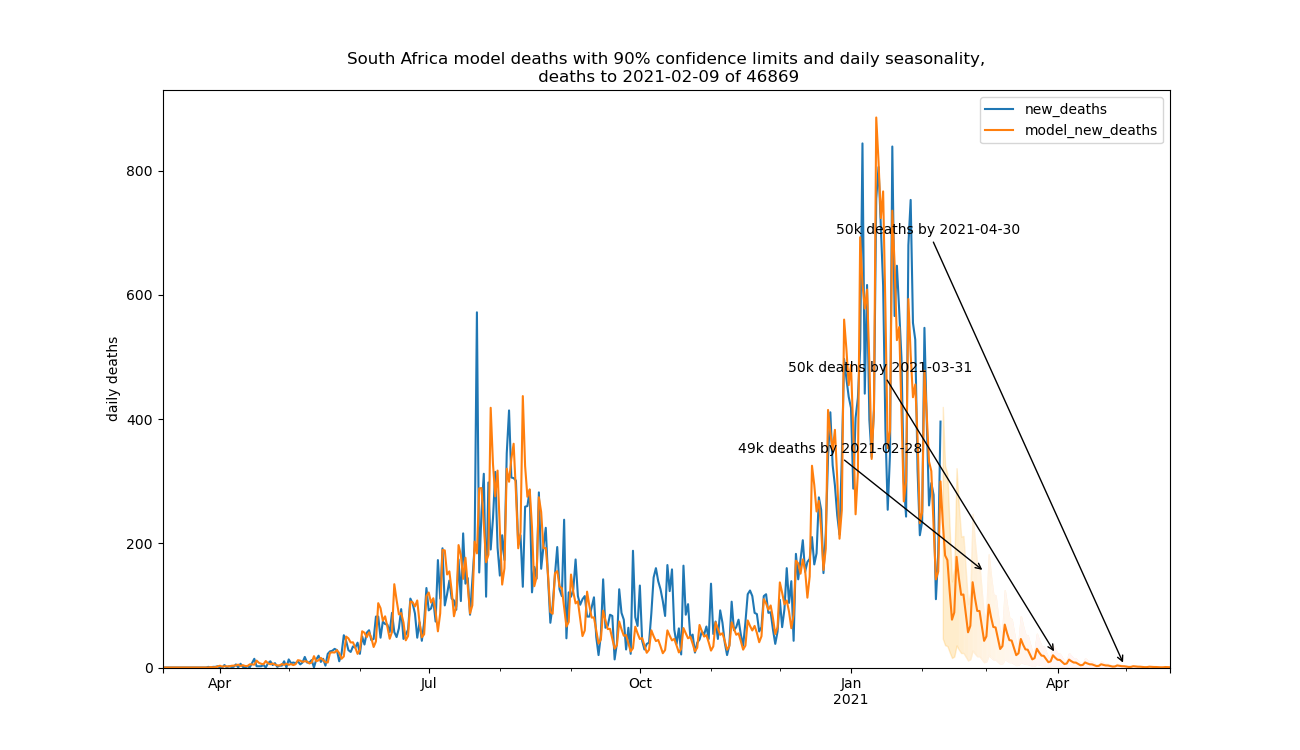 South Africa model deaths with 90% confidence limits and daily seasonality,
deaths to 2021-02-09 of 46869
new_deaths
model_new_deaths
daily deaths
800
600
400
200
0
50k deaths by 2021-04-30
50k deaths by 2021-03-31
49k deaths by 2021-02-28
Apr
Jul
Oct
Jan
2021
Apr